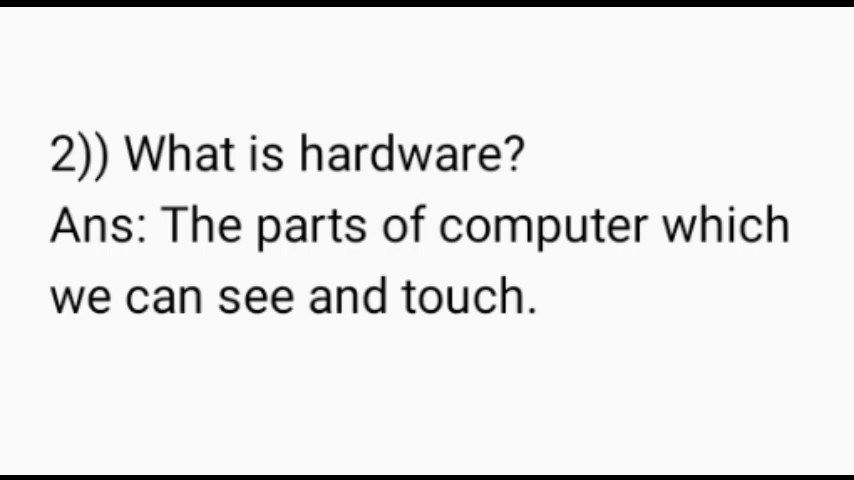 2)) What is hardware?
Ans: The parts of computer which
we can see and touch.